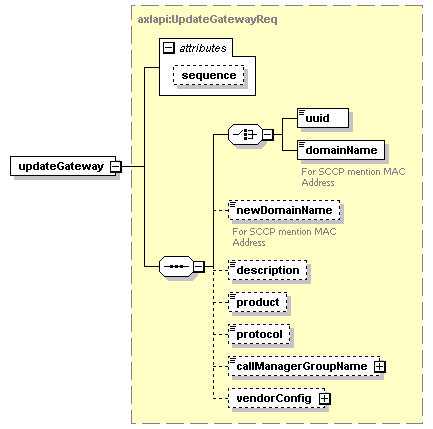 axlapi:UpdateGatewayReq
attributes
sequence
uuid
domainName
For SCCP mention MAC
Address
updateGateway
newDomainName
For SCCP mention MAC
Address
description
product
protocol
callManagerGroupName
vendorConfig